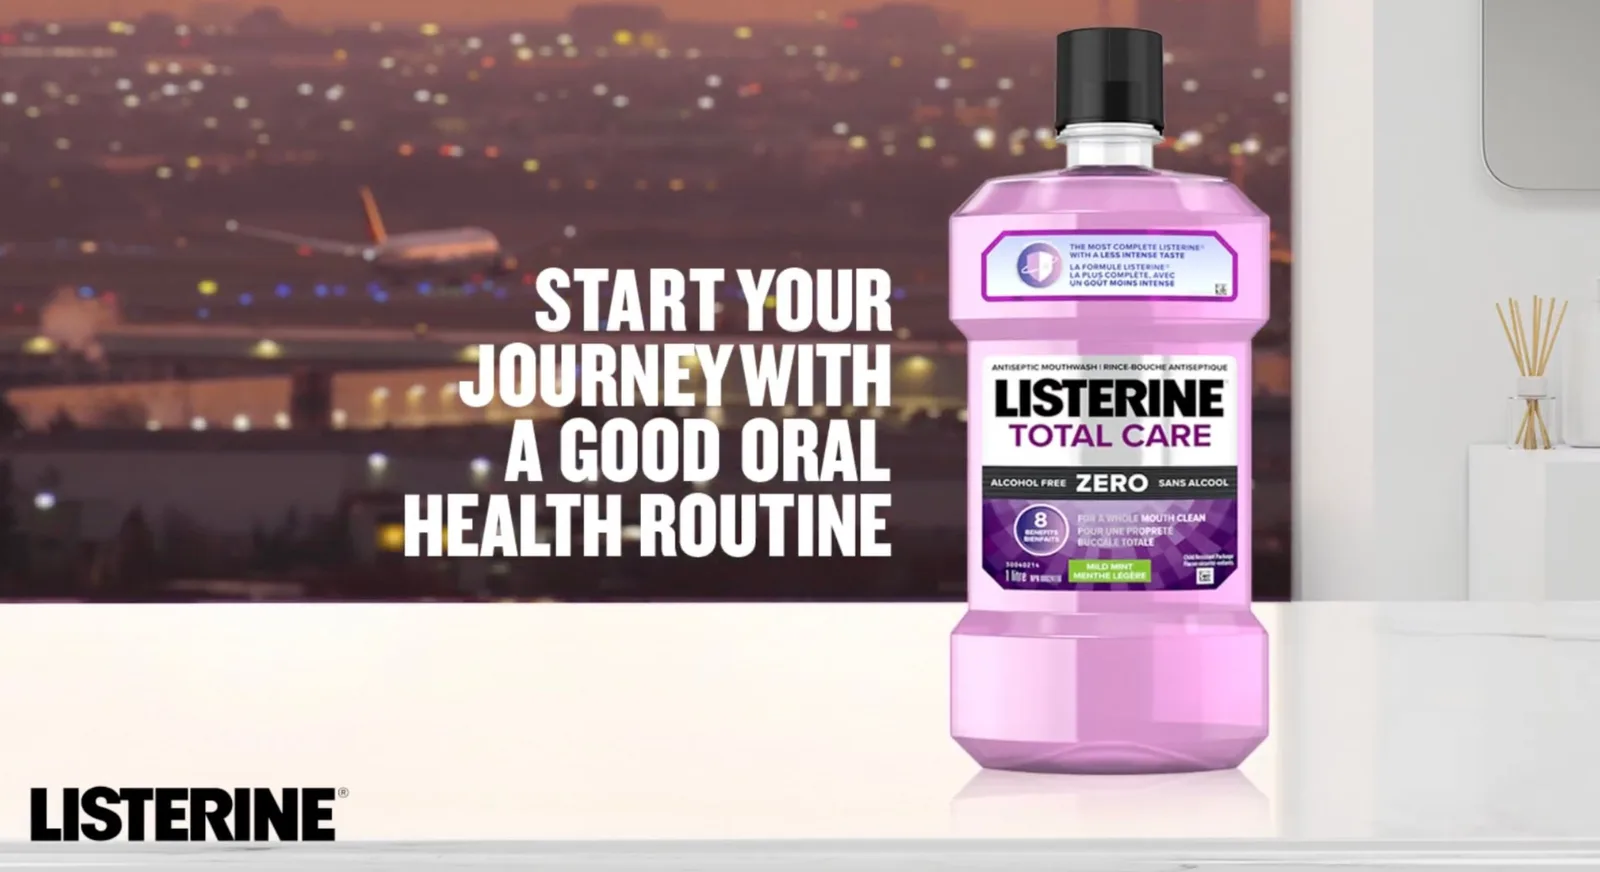 START YOUR
JOURNEY WITH
A GOOD ORAL
HEALTH ROUTINE
THE MOST COMPLETE LISTERINE®
WITH A LESS INTENSE TASTE
LA FORMULE LISTERINE®
LA PLUS COMPLÈTE, AVEC
UN GOÛT MOINS INTENSE
ANTISEPTIC MOUTHWASH | RINCE-BOUCHE ANTISEPTIQUE
LISTERINE
TOTAL CARE
ALCOHOL FREE ZERO SANS ALCOOL
8
BENEFITS
BIENFAITS
FOR A WHOLE MOUTH CLEAN
POUR UNE PROPRETÉ
BUCCALE TOTALE
MILD MINT
MENTHE LÉGÈRE
1 litre
LISTERINE®